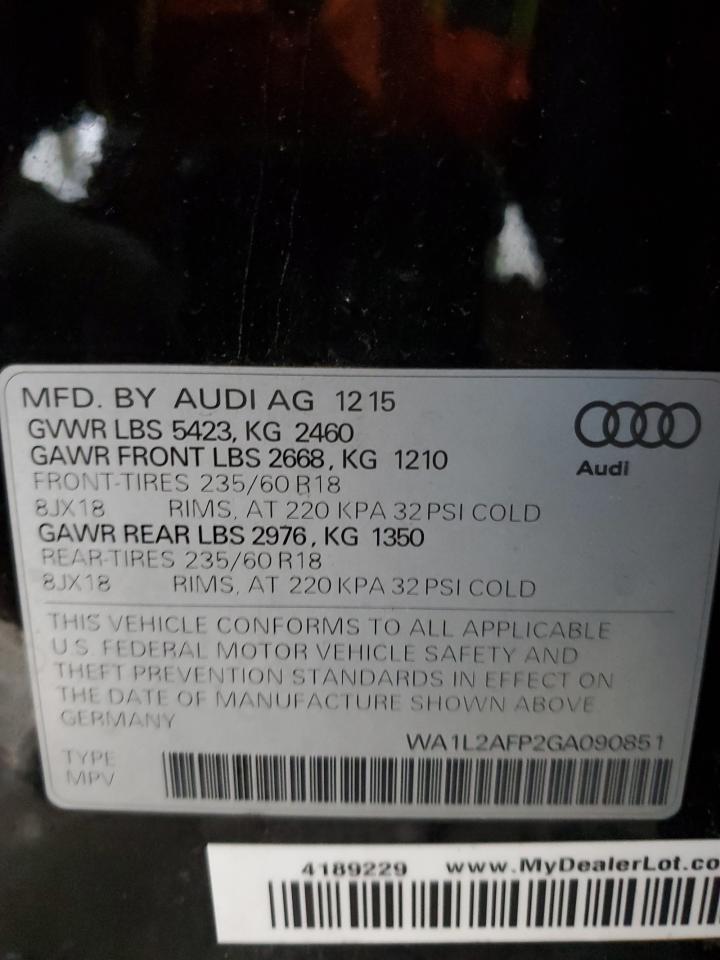 MFD. BY AUDI AG 12 15
GVWR LBS 5423, KG 2460
GAWR FRONT LBS 2668, KG 1210
FRONT-TIRES 235/60 R18
8JX18 RIMS, AT 220 KPA 32 PSI COLD
GAWR REAR LBS 2976, KG 1350
REAR-TIRES 235/60 R18
8JX18 RIMS, AT 220 KPA 32 PSI COLD
Audi
THIS VEHICLE CONFORMS TO ALL APPLICABLE
U.S. FEDERAL MOTOR VEHICLE SAFETY AND
THEFT PREVENTION STANDARDS IN EFFECT ON
THE DATE OF MANUFACTURE SHOWN ABOVE
GERMANY
WA1L2AFP2GA090851
TYPE
MPV
4189229 www.MyDealerLot.co